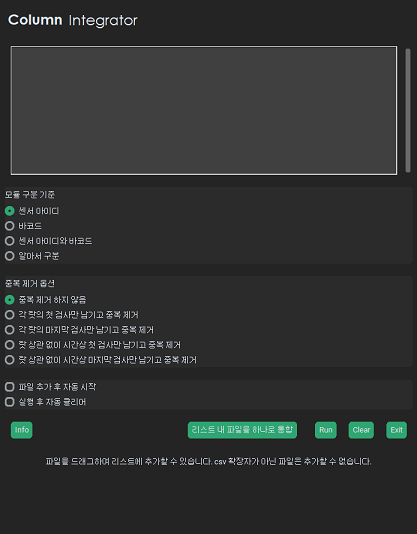 Column Integrator
모듈 구분 기준
센서 아이디
바코드
센서 아이디와 바코드
알아서 구분
중복 제거 옵션
중복 제거 하지 않음
각 랏의 첫 검사만 남기고 중복 제거
각 랏의 마지막 검사만 남기고 중복 제거
랏 상관 없이 시간상 첫 검사만 남기고 중복 제거
랏 상관 없이 시간상 마지막 검사만 남기고 중복 제거
파일 추가 후 자동 시작
실행 후 자동 클리어
Info 리스트 내 파일을 하나로 통합 Run Clear Exit
파일을 드래그하여 리스트에 추가할 수 있습니다. csv 확장자가 아닌 파일은 추가할 수 없습니다.